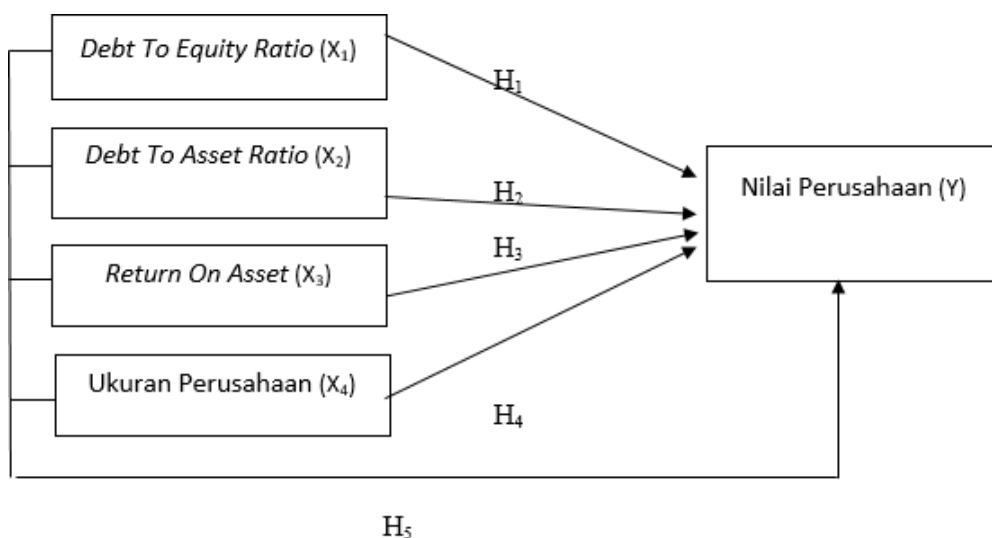 Debt To Equity Ratio (X₁)
H₁
Debt To Asset Ratio (X₂)
Nilai Perusahaan (Y)
H₂
H₃
Return On Asset (X₃)
Ukuran Perusahaan (X₄)
H₄
H₅